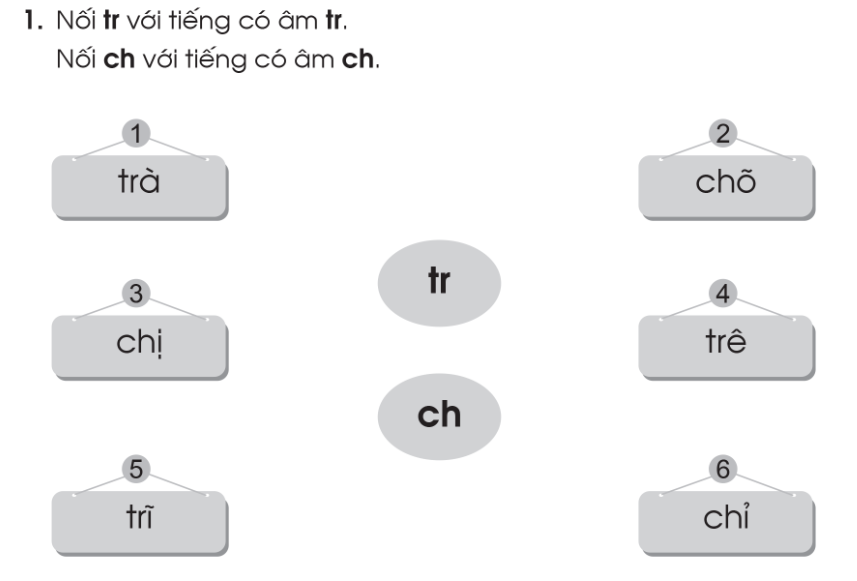 1. Nối tr với tiếng có âm tr.
Nối ch với tiếng có âm ch.
1
2
trà
chõ
tr
3
4
chị
trê
ch
5
6
trĩ
chỉ